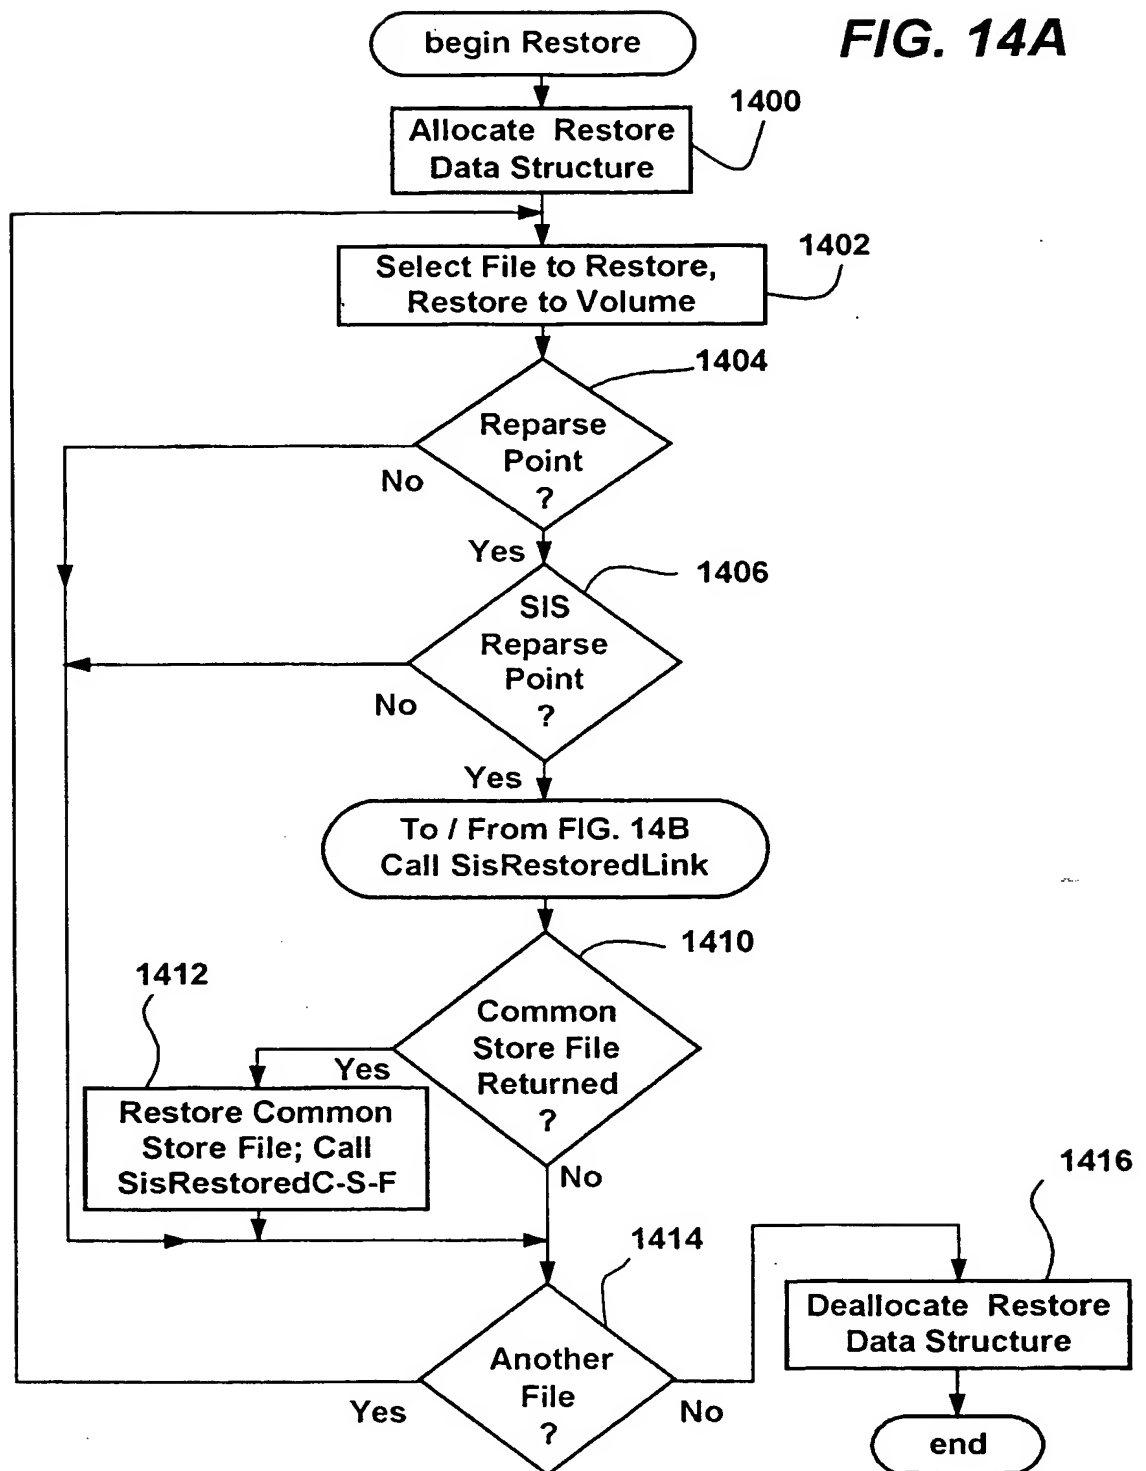 FIG. 14A
begin Restore
1400
Allocate Restore
Data Structure
1402
Select File to Restore,
Restore to Volume
1404
Reparse
Point
?
No
Yes
1406
SIS
Reparse
Point
?
No
Yes
To / From FIG. 14B
Call SisRestoredLink
1410
Common
Store File
Returned
?
Yes
No
1412
Restore Common
Store File; Call
SisRestoredC-S-F
1414
Another
File
?
Yes
No
1416
Deallocate Restore
Data Structure
end